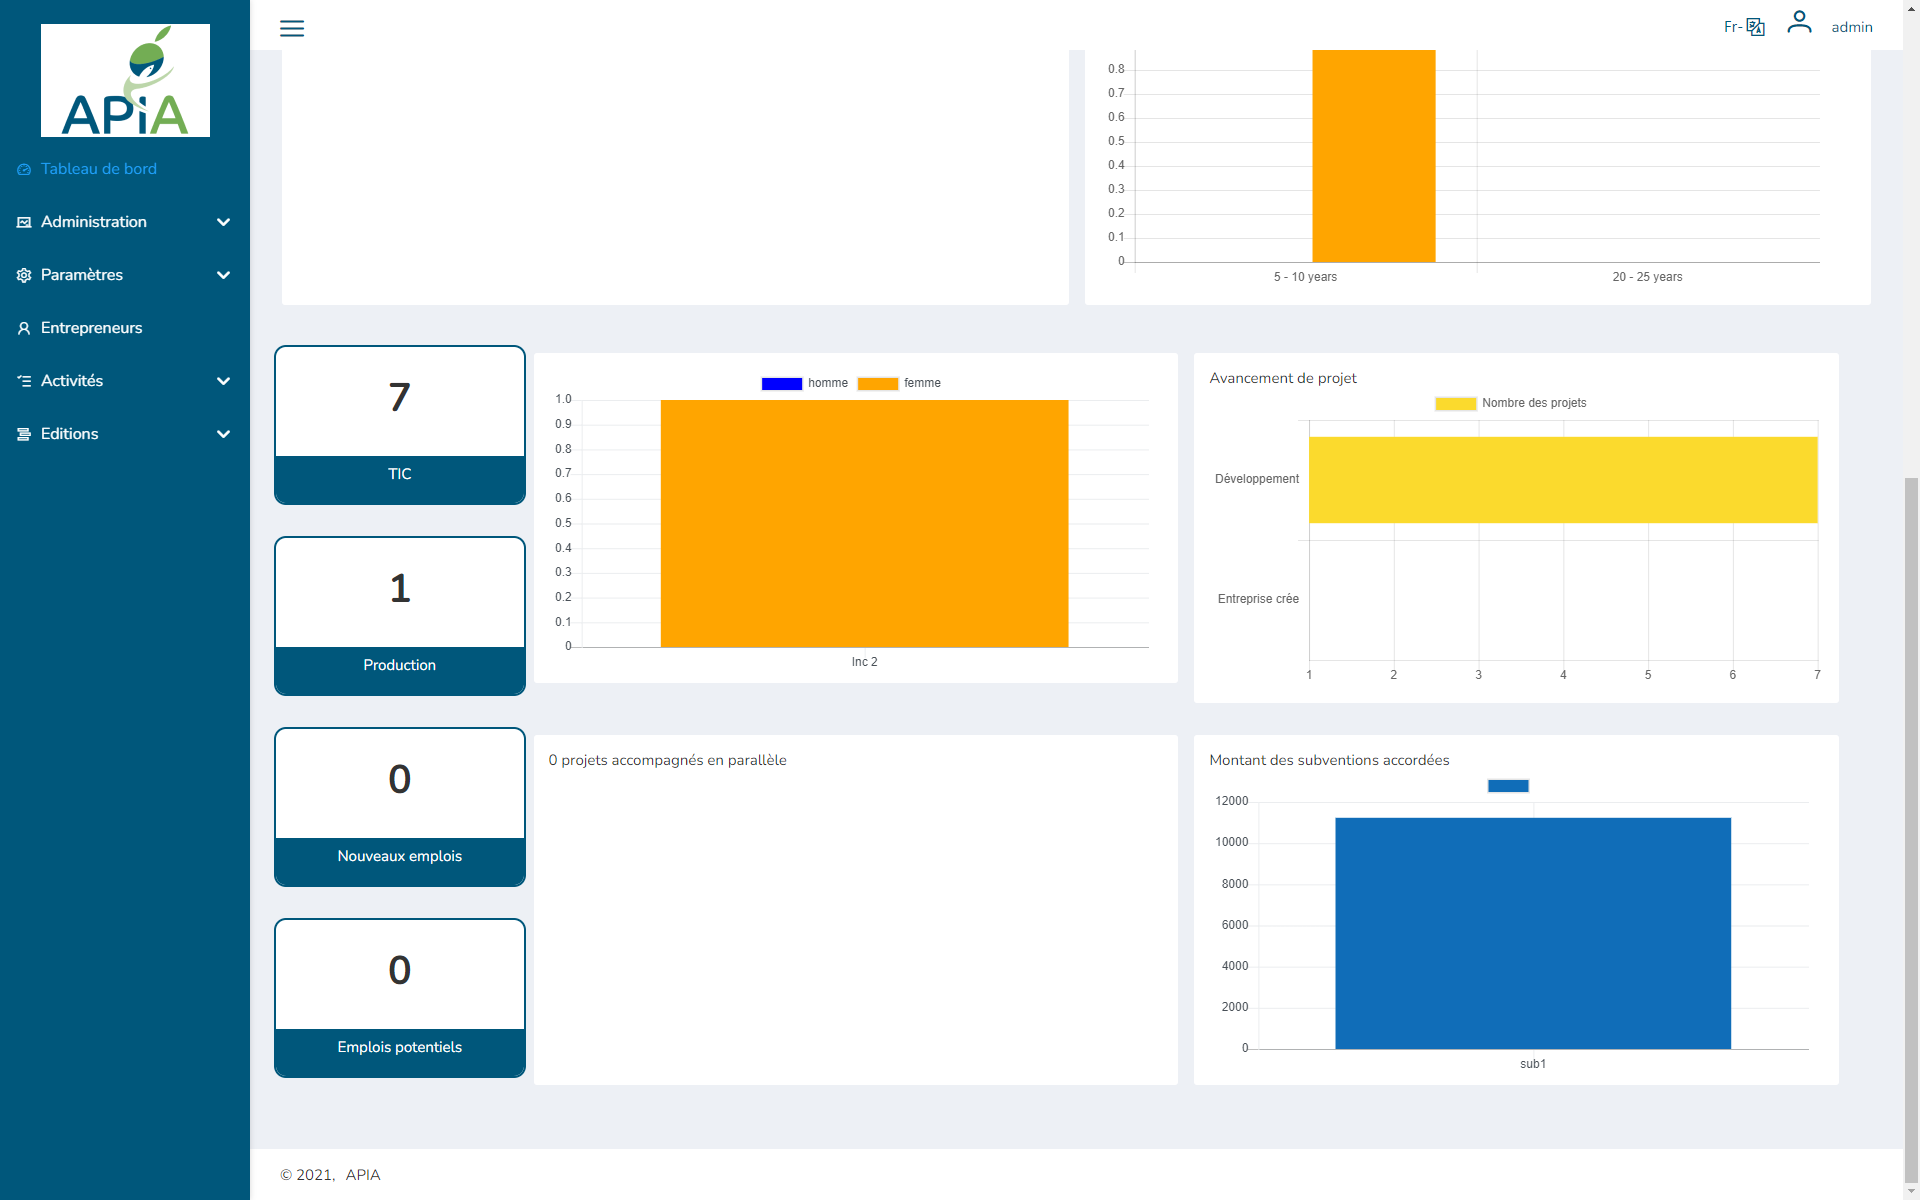 APiA
Tableau de bord
Administration
Paramètres
Entrepreneurs
Activités
Editions
Fr-
admin
0.8
0.7
0.6
0.5
0.4
0.3
0.2
0.1
0
5 - 10 years
20 - 25 years
7
TIC
1
Production
0
Nouveaux emplois
0
Emplois potentiels
homme
femme
1.0
0.9
0.8
0.7
0.6
0.5
0.4
0.3
0.2
0.1
0
Inc 2
Avancement de projet
Nombre des projets
Développement
Entreprise crée
1 2 3 4 5 6 7
0 projets accompagnés en parallèle
Montant des subventions accordées
12000
10000
8000
6000
4000
2000
0
sub1
© 2021, APIA